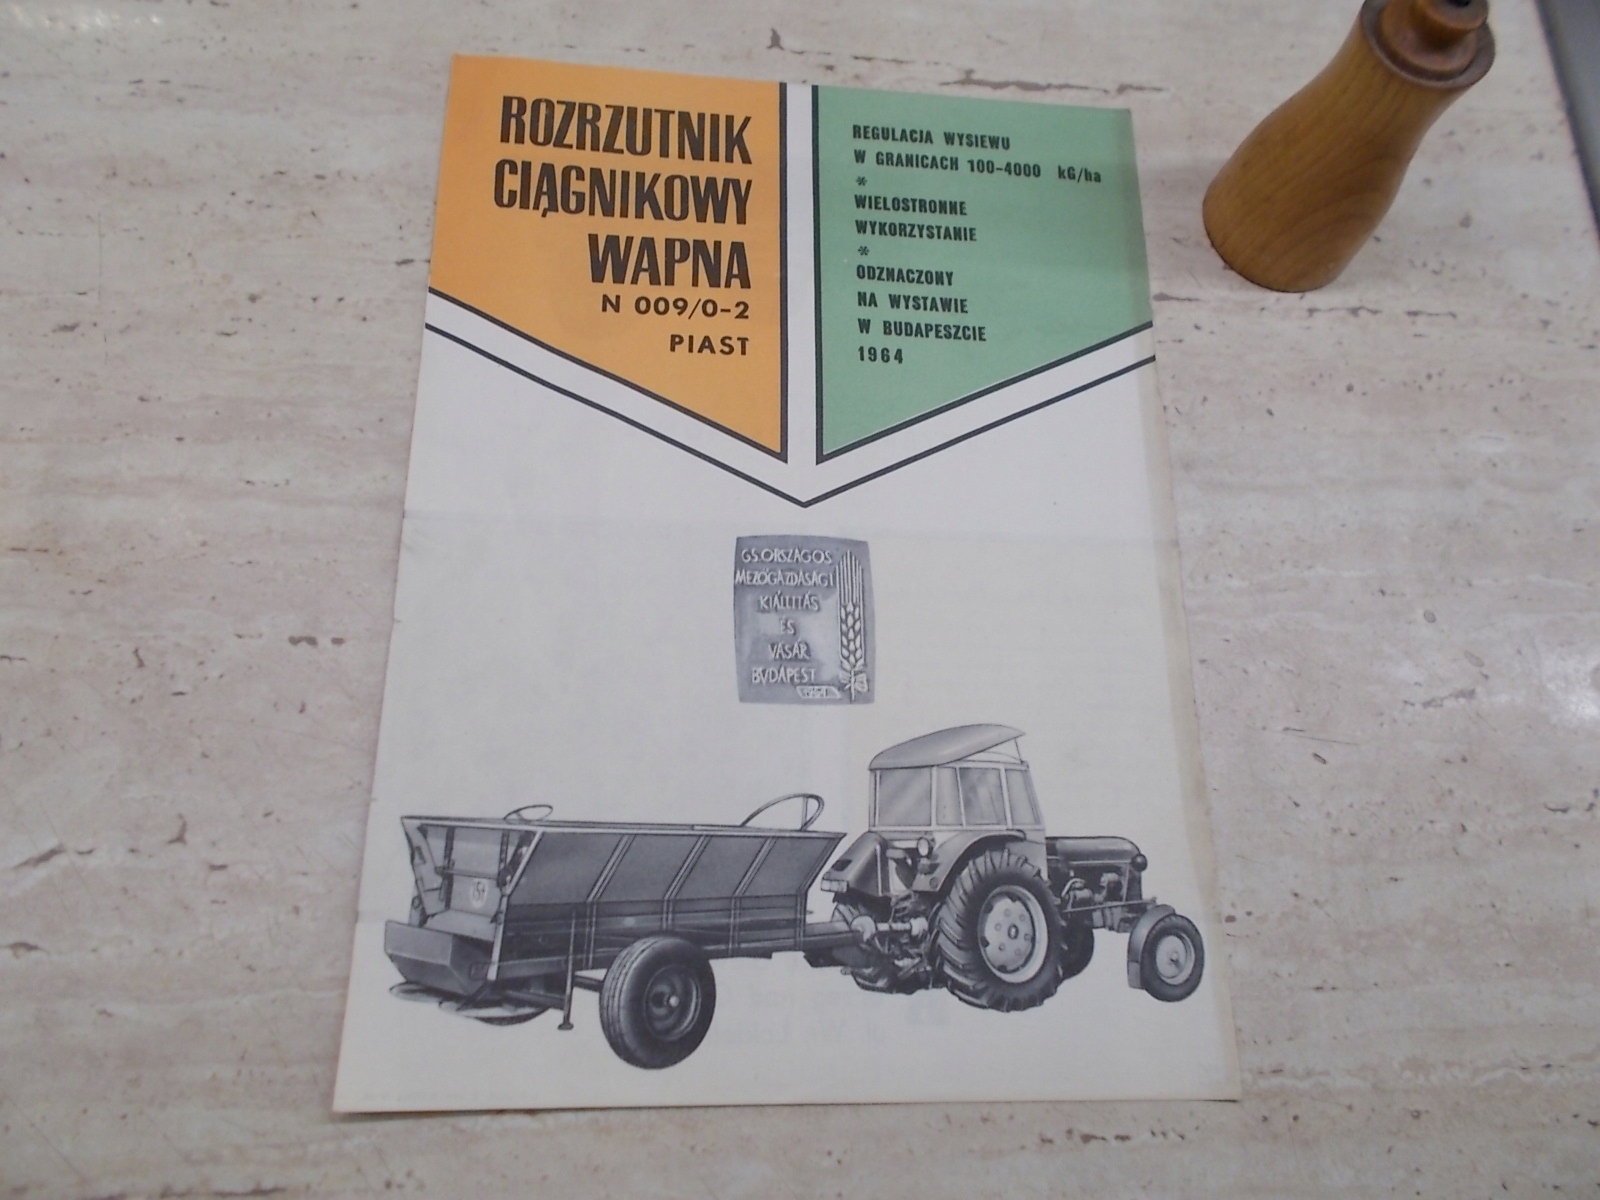 ROZRZUTNIK
CIĄGNIKOWY
WAPNA
N 009/0-2
PIAST
REGULACJA WYSIEWU
W GRANICACH 100-4000 kG/ha
*
WIELOSTRONNE
WYKORZYSTANIE
*
ODZNACZONY
NA WYSTAWIE
W BUDAPESZCIE
1964
GS.ORSZÁGOS
MEZŐGAZDASÁGI
KIÁLLÍTÁS
ÉS
VÁSÁR
BUDAPEST